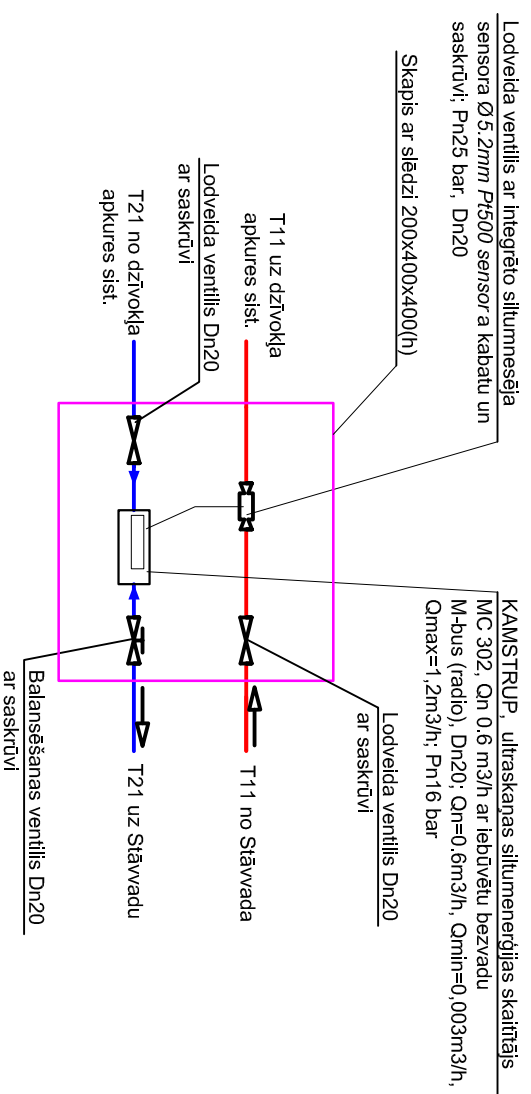 Lodveida ventilis ar integrēto siltumnesēja
sensora Ø5.2mm Pt500 sensora kabatu un
saskrūvi; Pn25 bar, Dn20
Skapis ar slēdzi 200x400x400(h)
Lodveida ventilis Dn20
ar saskrūvi
T11 uz dzīvokļa
apkures sist.
T21 no dzīvokļa
apkures sist.
KAMSTRUP, ultraskaņas siltumenerģijas skaitītājs
MC 302, Qn 0.6 m3/h ar iebūvētu bezvadu
M-bus (radio), Dn20; Qn=0.6m3/h, Qmin=0,003m3/h,
Qmax=1,2m3/h; Pn16 bar
Lodveida ventilis Dn20
ar saskrūvi
T11 no Stāvvada
T21 uz Stāvvadu
Balansēšanas ventilis Dn20
ar saskrūvi